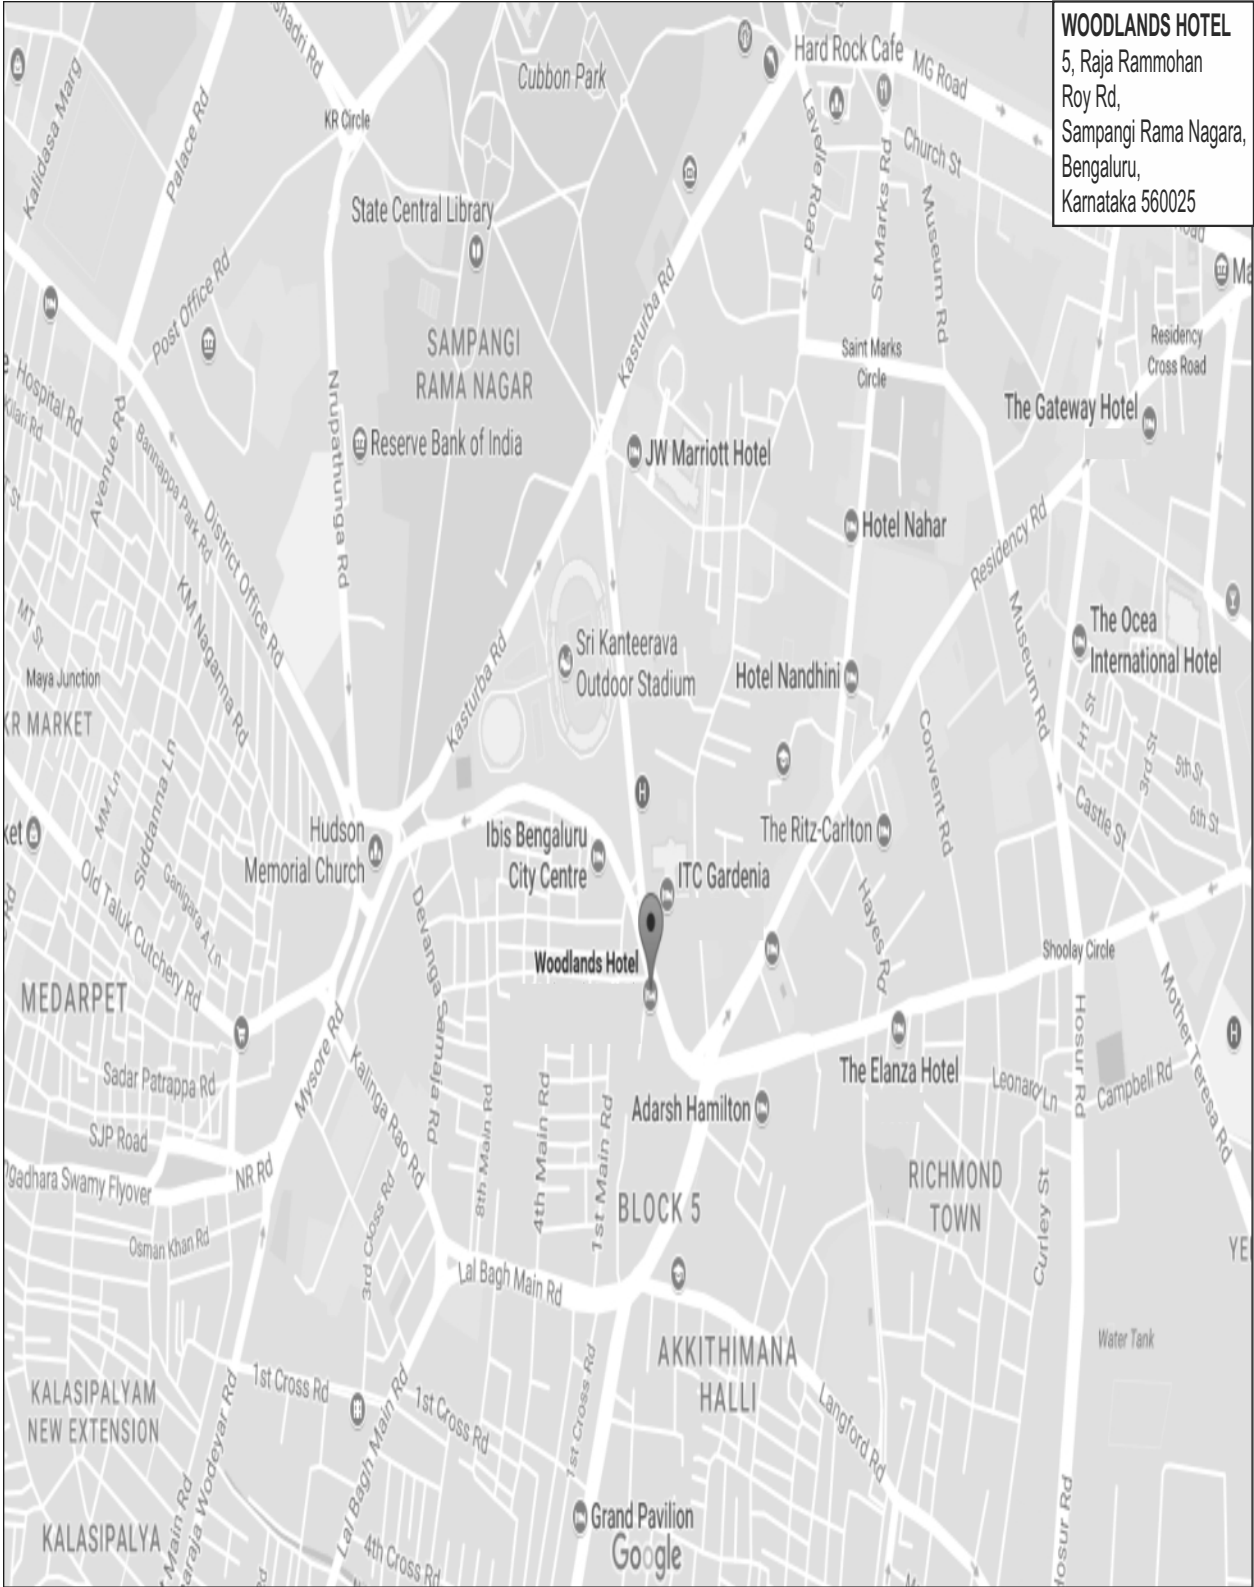 WOODLANDS HOTEL
5, Raja Rammohan
Roy Rd,
Sampangi Rama Nagara,
Bengaluru,
Karnataka 560025
Cubbon Park
Hard Rock Cafe
MG Road
KR Circle
Kalidasa Marg
Palace Rd
Lavelle Road
Church St
State Central Library
St Marks Rd
Museum Rd
Post Office Rd
Kasturba Rd
SAMPANGI
RAMA NAGAR
Saint Marks
Circle
Residency
Cross Road
Hospital Rd
Avenue Rd
Bannappa Park Rd
Nrupathunga Rd
Reserve Bank of India
JW Marriott Hotel
The Gateway Hotel
District Office Rd
Hotel Nahar
Residency Rd
KM Naganna Rd
MT St
Maya Junction
KR MARKET
Kasturba Rd
Sri Kanteerava
Outdoor Stadium
Hotel Nandhini
Museum Rd
The Ocea
International Hotel
H1 St
3rd St
5th St
6th St
Castle St
Convent Rd
MM Ln
Siddanna Ln
Ganigara A Ln
Old Taluk Cutchery Rd
Hudson
Memorial Church
Ibis Bengaluru
City Centre
ITC Gardenia
The Ritz-Carlton
Hayes Rd
Devanga Samaja Rd
Woodlands Hotel
Shoolay Circle
Mother Teresa Rd
Hosur Rd
MEDARPET
Mysore Rd
Kalinga Rao Rd
Sadar Patrappa Rd
SJP Road
NR Rd
Osman Khan Rd
8th Main Rd
4th Main Rd
1st Main Rd
Adarsh Hamilton
The Elanza Hotel
Leonard Ln
Campbell Rd
BLOCK 5
RICHMOND
TOWN
Curley St
3rd Cross Rd
Lal Bagh Main Rd
AKKITHIMANA
HALLI
Water Tank
KALASIPALYAM
NEW EXTENSION
1st Cross Rd
1st Cross Rd
1st Cross Rd
Lal Bagh Main Rd
Langford Rd
Hosur Rd
KALASIPALYA
4th Cross Rd
Grand Pavilion
Google